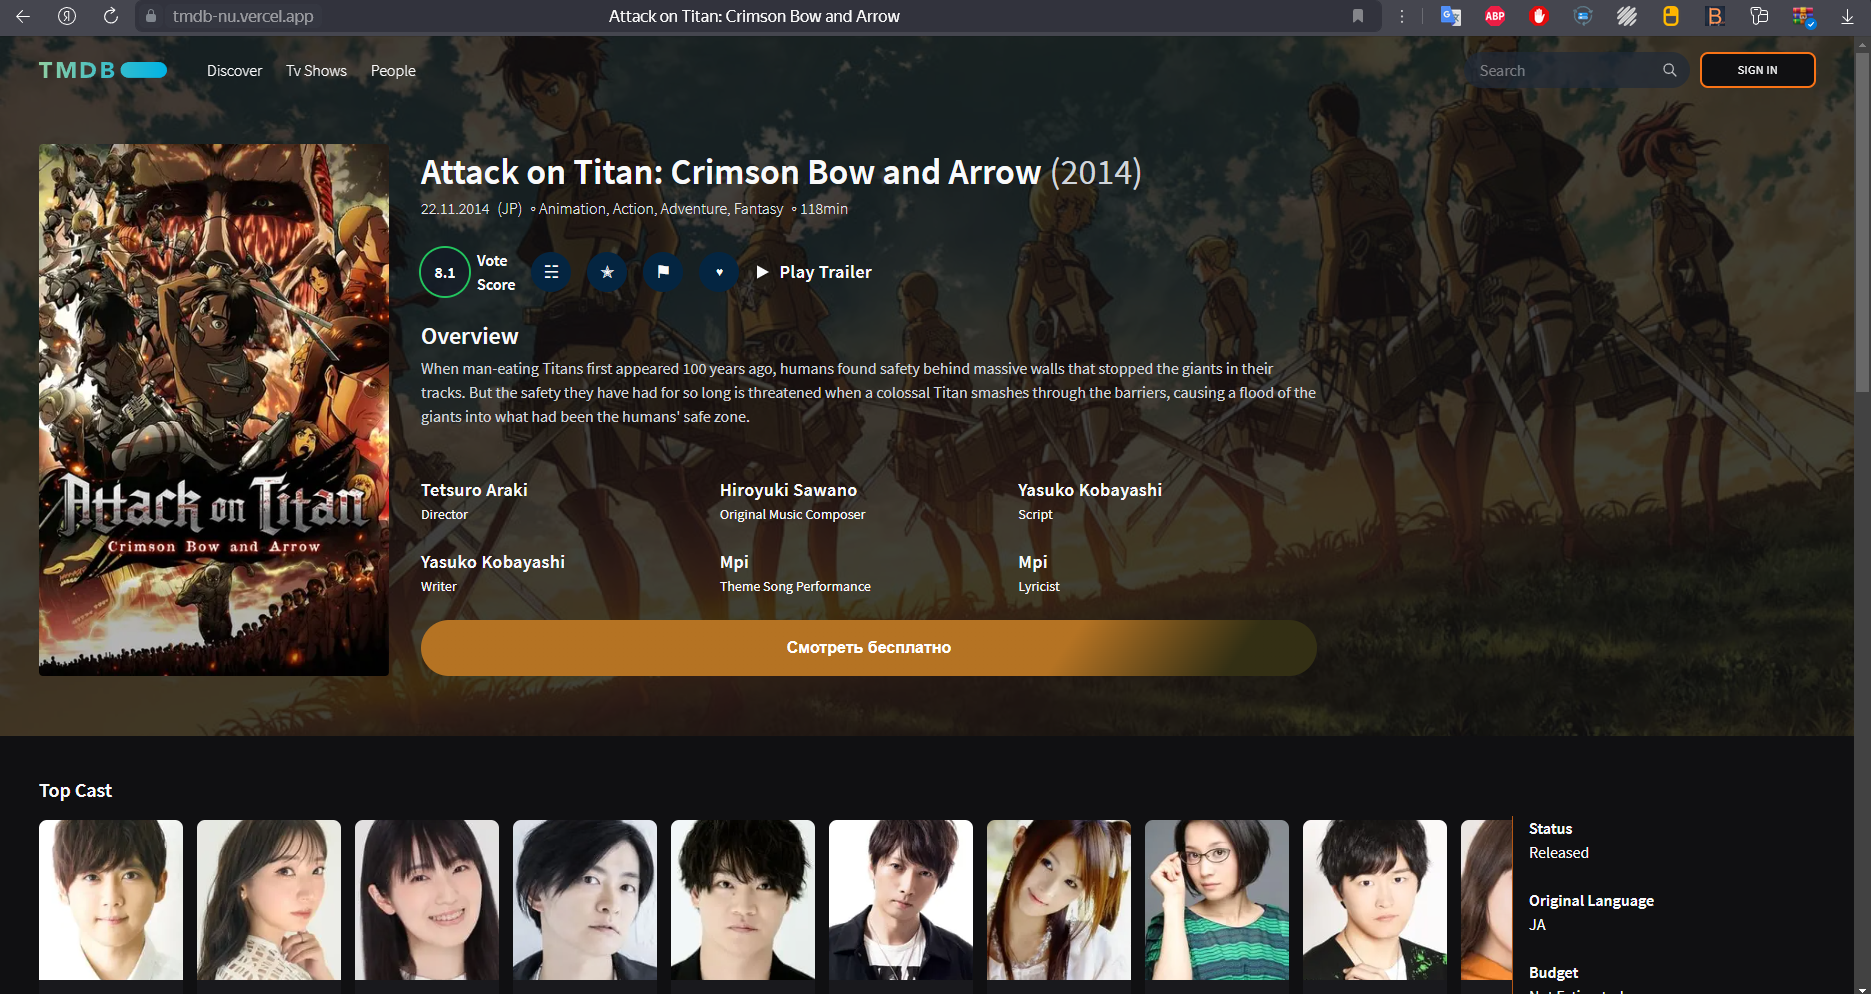 tmdb-nu.vercel.app
Attack on Titan: Crimson Bow and Arrow
ABP
TMDB
Discover
Tv Shows
People
Search
SIGN IN
Attack on Titan: Crimson Bow and Arrow (2014)
22.11.2014 (JP) ∘ Animation, Action, Adventure, Fantasy ∘ 118min
8.1
Vote
Score
Play Trailer
Overview
When man-eating Titans first appeared 100 years ago, humans found safety behind massive walls that stopped the giants in their
tracks. But the safety they have had for so long is threatened when a colossal Titan smashes through the barriers, causing a flood of the
giants into what had been the humans' safe zone.
Attack on Titan
Crimson Bow and Arrow
Tetsuro Araki
Director
Hiroyuki Sawano
Original Music Composer
Yasuko Kobayashi
Script
Yasuko Kobayashi
Writer
Mpi
Theme Song Performance
Mpi
Lyricist
Смотреть бесплатно
Top Cast
Status
Released
Original Language
JA
Budget